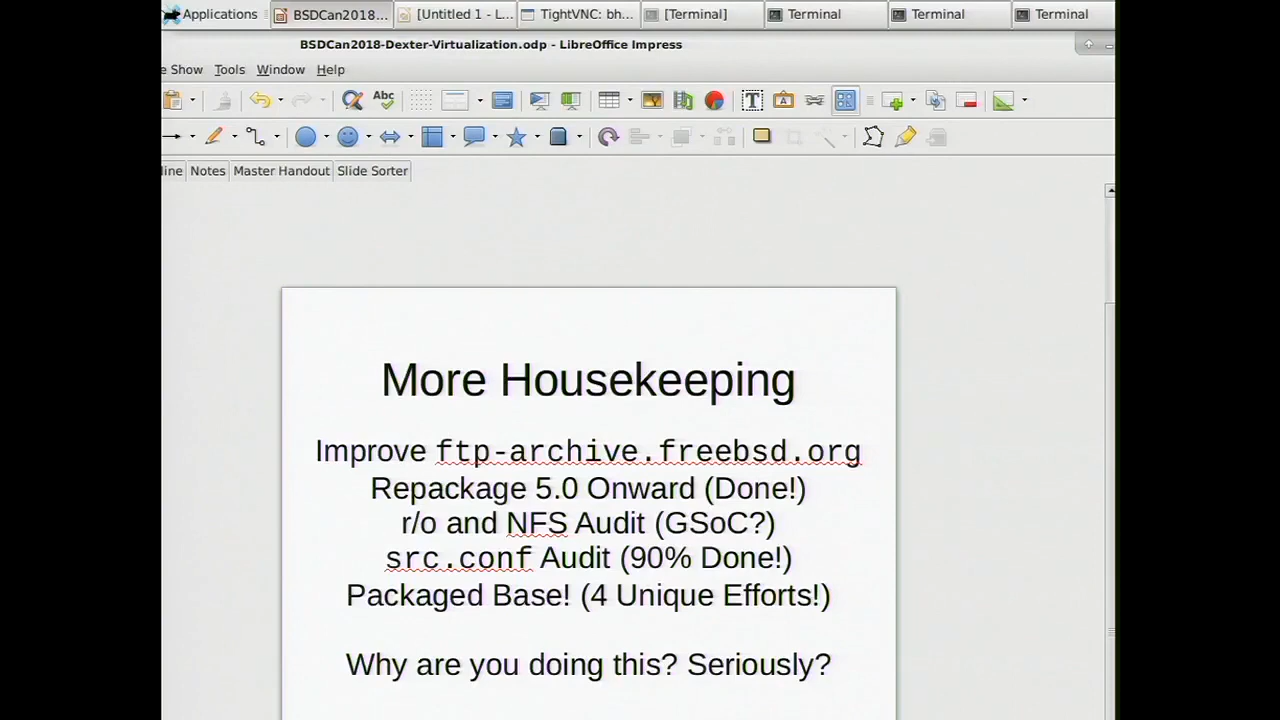 Applications
BSDCan2018...
[Untitled 1 - L...
TightVNC: bh...
[Terminal]
Terminal
Terminal
Terminal
BSDCan2018-Dexter-Virtualization.odp - LibreOffice Impress
e Show Tools Window Help
Abc
T
A
line Notes Master Handout Slide Sorter
More Housekeeping
Improve ftp-archive.freebsd.org
Repackage 5.0 Onward (Done!)
r/o and NFS Audit (GSoC?)
src.conf Audit (90% Done!)
Packaged Base! (4 Unique Efforts!)
Why are you doing this? Seriously?